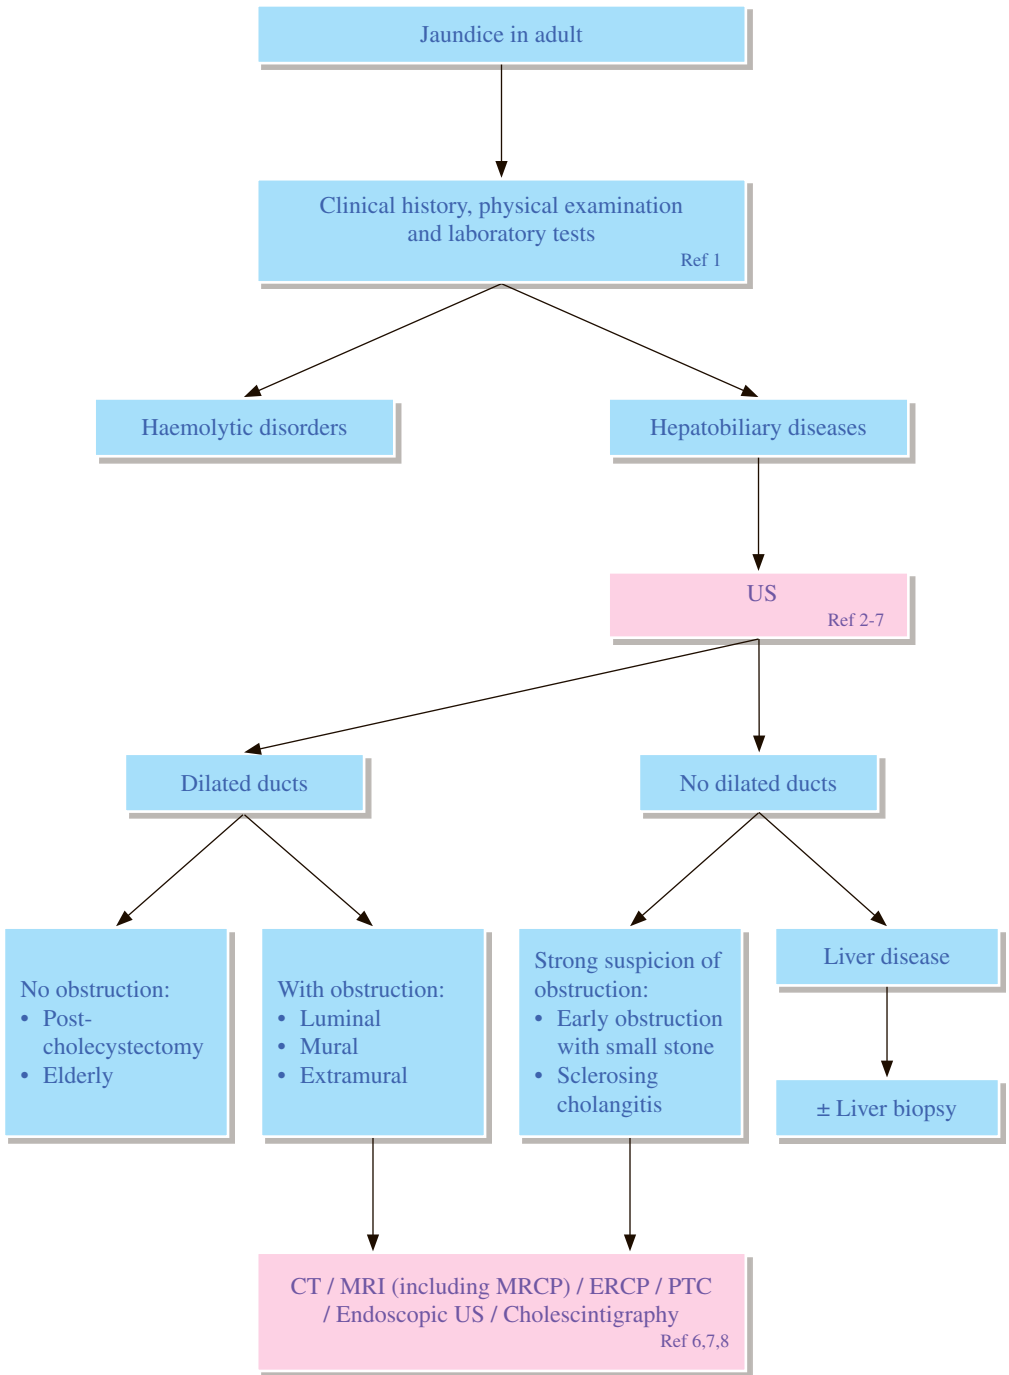 Jaundice in adult
Clinical history, physical examination
and laboratory tests
Ref 1
Haemolytic disorders
Hepatobiliary diseases
US
Ref 2-7
Dilated ducts
No dilated ducts
No obstruction:
• Post-
cholecystectomy
• Elderly
With obstruction:
• Luminal
• Mural
• Extramural
Strong suspicion of
obstruction:
• Early obstruction
with small stone
• Sclerosing
cholangitis
Liver disease
± Liver biopsy
CT / MRI (including MRCP) / ERCP / PTC
/ Endoscopic US / Cholescintigraphy
Ref 6,7,8